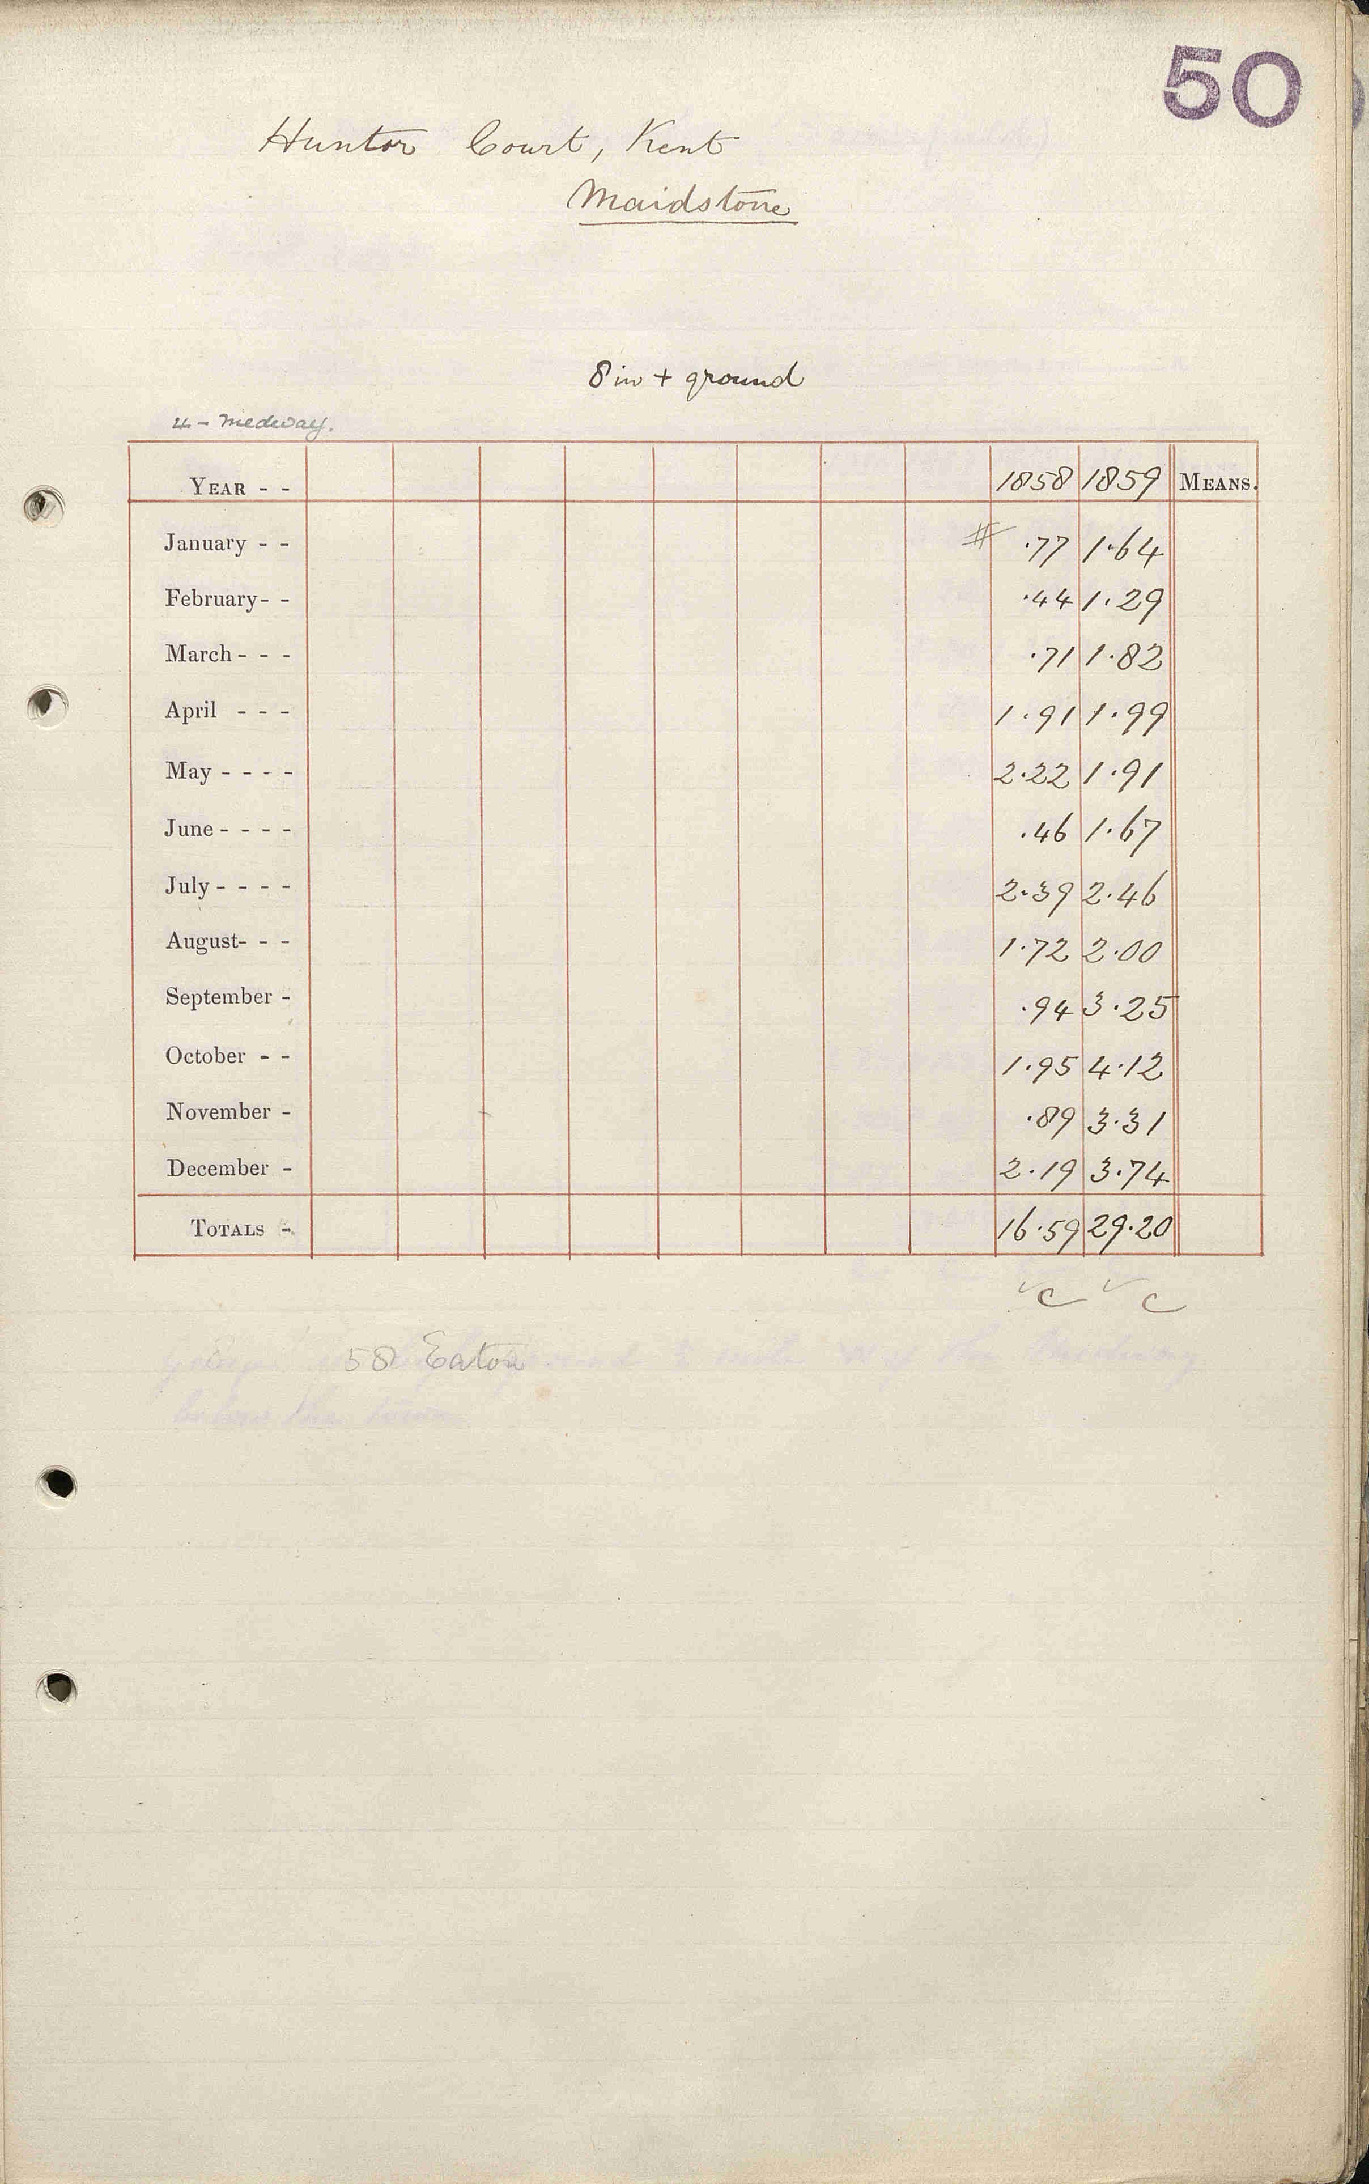 50
Hunton Court, Kent
Maidstone
8 in + ground
4 - Medway.
YEAR - - 1858 1859 MEANS.
January - - # .77 1.64
February - - .44 1.29
March - - - .71 1.82
April - - - 1.91 1.99
May - - - - 2.22 1.91
June - - - - .46 1.67
July - - - - 2.39 2.46
August - - - 1.72 2.00
September - .94 3.25
October - - 1.95 4.12
November - .89 3.31
December - 2.19 3.74
TOTALS - 16.59 29.20
✓c ✓c
58 Eaton